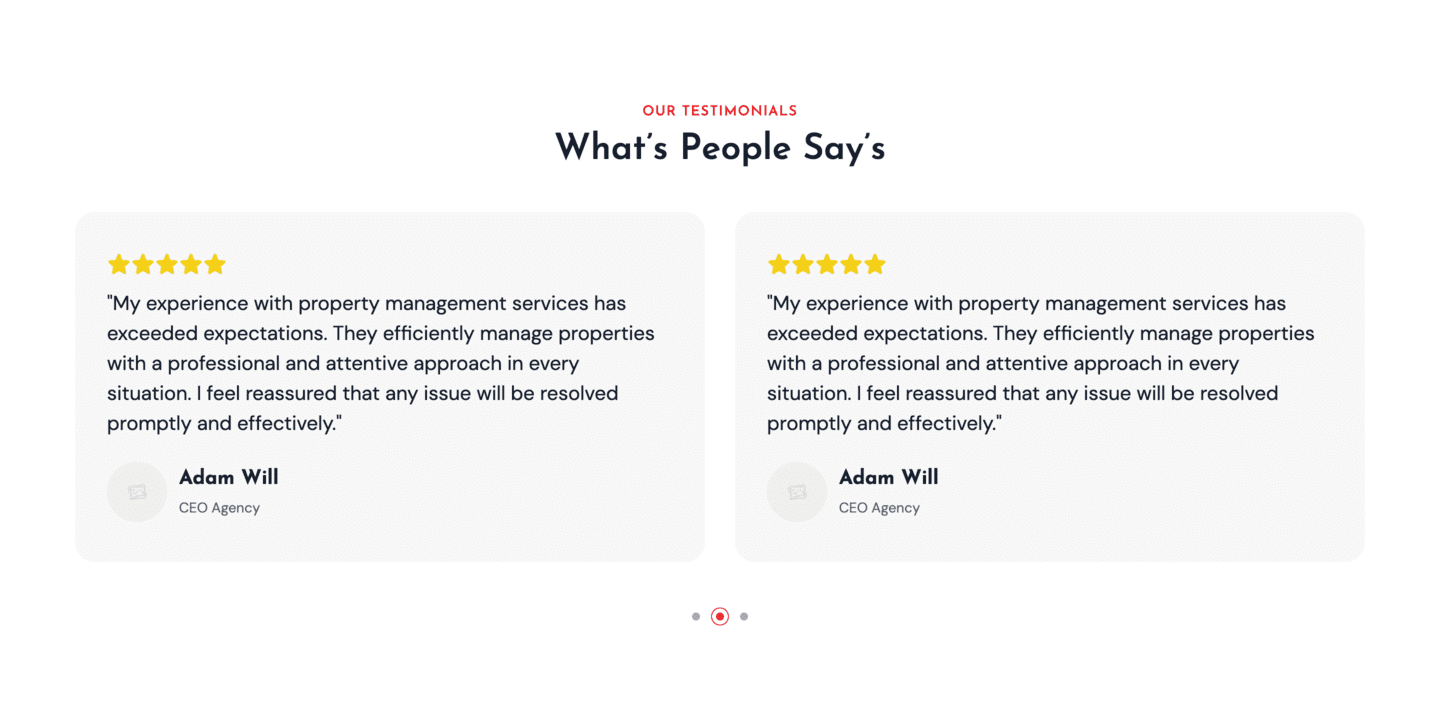 OUR TESTIMONIALS
What's People Say's
"My experience with property management services has
exceeded expectations. They efficiently manage properties
with a professional and attentive approach in every
situation. I feel reassured that any issue will be resolved
promptly and effectively."
Adam Will
CEO Agency
"My experience with property management services has
exceeded expectations. They efficiently manage properties
with a professional and attentive approach in every
situation. I feel reassured that any issue will be resolved
promptly and effectively."
Adam Will
CEO Agency